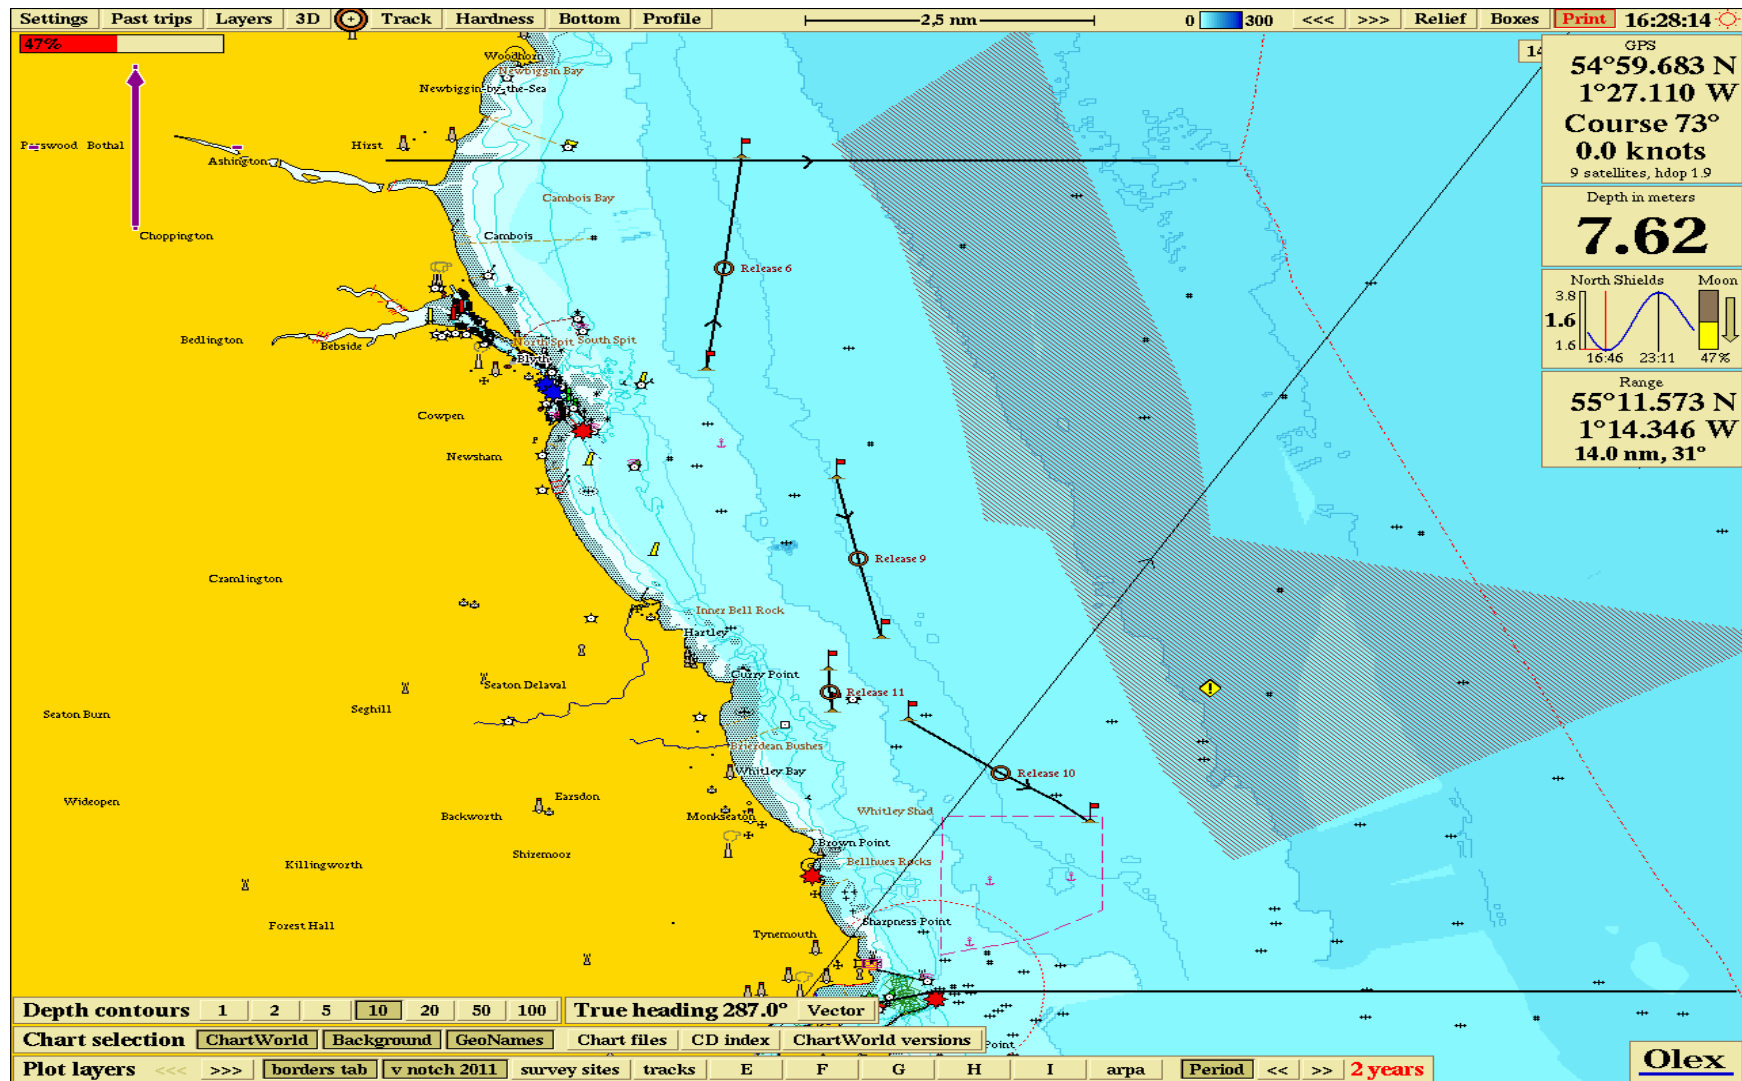 Settings Past trips Layers 3D Track Hardness Bottom Profile 2,5 nm 0 300 <<< >>> Relief Boxes Print 16:28:14
47%
GPS
54°59.683 N
1°27.110 W
Course 73°
0.0 knots
9 satellites, hdop 1.9
Depth in meters
7.62
North Shields Moon
3.8
1.6
1.6
16:46 23:11 47%
Range
55°11.573 N
1°14.346 W
14.0 nm, 31°
14
Woodhorn
Newbiggin Bay
Newbiggin-by-the-Sea
Bothal
Hirst
Ashington
Cambois Bay
Choppington
Cambois
Release 6
Bedlington
Bebside
North Spit South Spit
Blyth
Cowpen
Newsham
Release 9
Cramlington
Inner Bell Rock
Hartley
Curry Point
Seaton Delaval
Release 11
Seghill
Seaton Burn
Brierdean Bushes
Whitley Bay
Release 10
Wideopen
Earsdon
Backworth
Monkseaton
Whitley Shad
Brown Point
Shiremoor
Bellhues Rocks
Killingworth
Sharpness Point
Forest Hall
Tynemouth
Point
Depth contours 1 2 5 10 20 50 100 True heading 287.0° Vector
Chart selection ChartWorld Background GeoNames Chart files CD index ChartWorld versions
Plot layers <<< >>> borders tab v notch 2011 survey sites tracks E F G H I arpa Period << >> 2 years
Olex